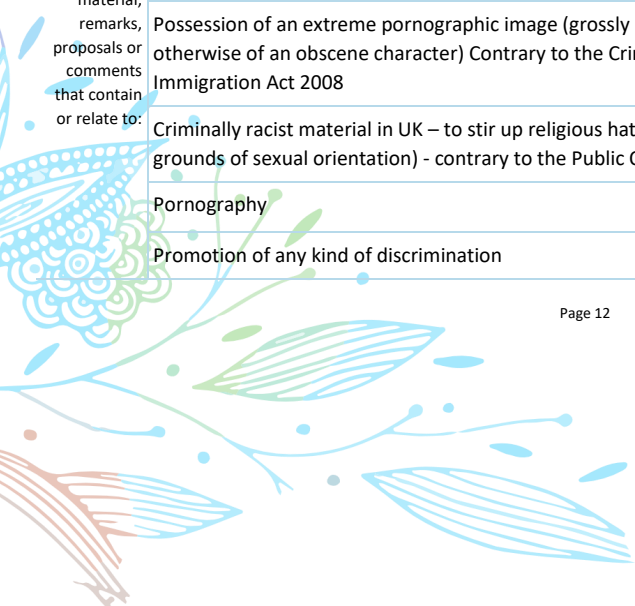 material,
remarks,
proposals or
comments
that contain
or relate to:
Possession of an extreme pornographic image (grossly
otherwise of an obscene character) Contrary to the
Immigration Act 2008
Criminally racist material in UK – to stir up religious
grounds of sexual orientation) - contrary to the Public
Pornography
Promotion of any kind of discrimination
Page 12